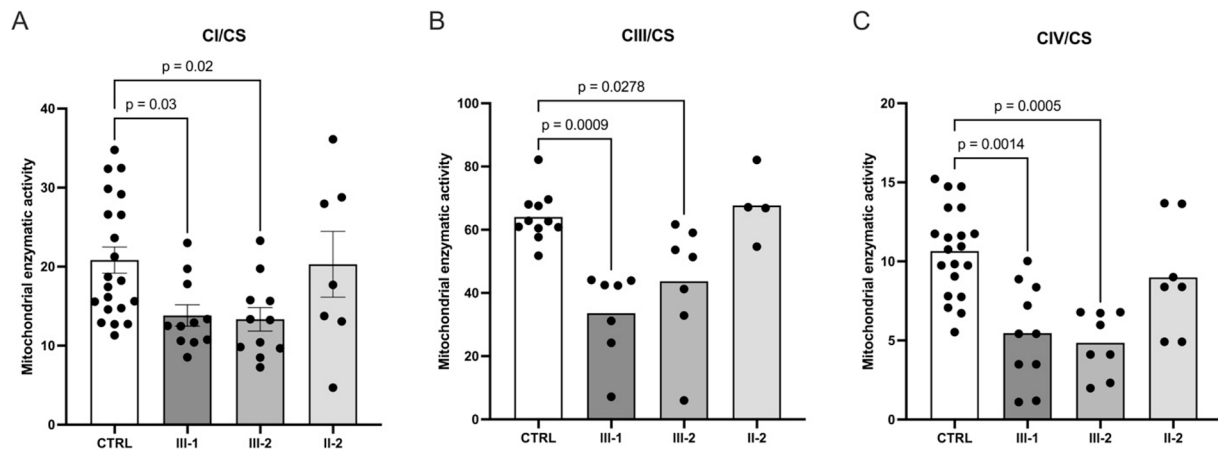 A
CI/CS
p = 0.02
p = 0.03
Mitochondrial enzymatic activity
40
30
20
10
0
CTRL III-1 III-2 II-2
B
CIII/CS
p = 0.0278
p = 0.0009
Mitochondrial enzymatic activity
100
80
60
40
20
0
CTRL III-1 III-2 II-2
C
CIV/CS
p = 0.0005
p = 0.0014
Mitochondrial enzymatic activity
20
15
10
5
0
CTRL III-1 III-2 II-2